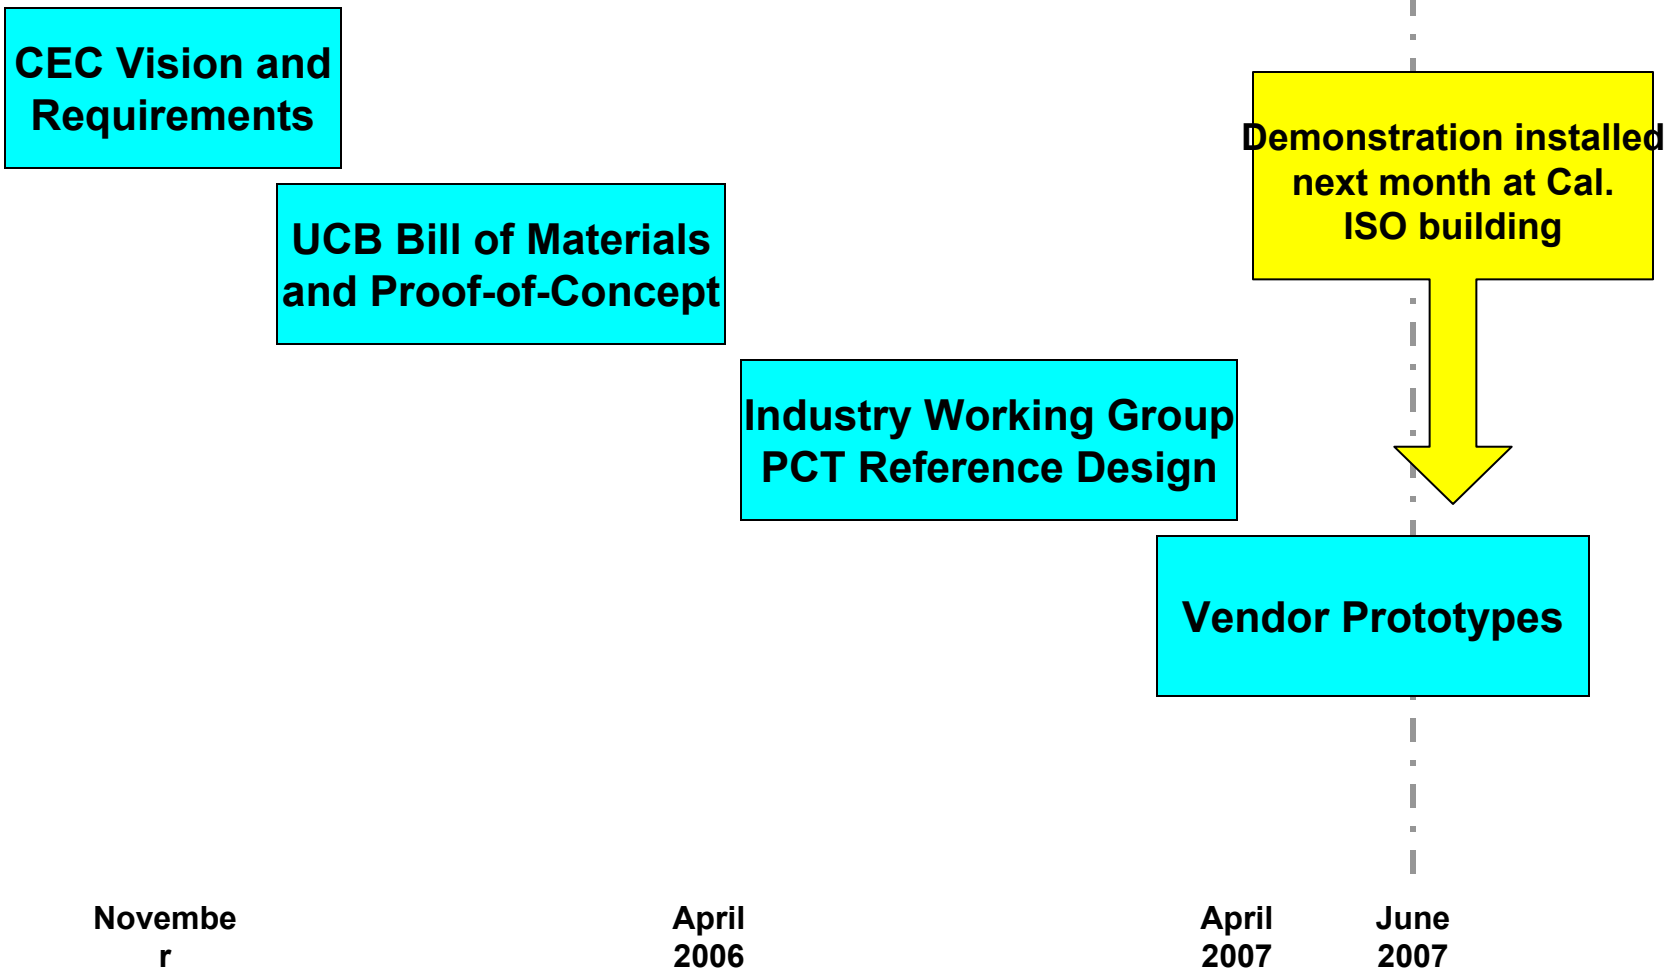 CEC Vision and
Requirements
Demonstration installed
next month at Cal.
ISO building
UCB Bill of Materials
and Proof-of-Concept
Industry Working Group
PCT Reference Design
Vendor Prototypes
Novembe
r
April
2006
April
2007
June
2007